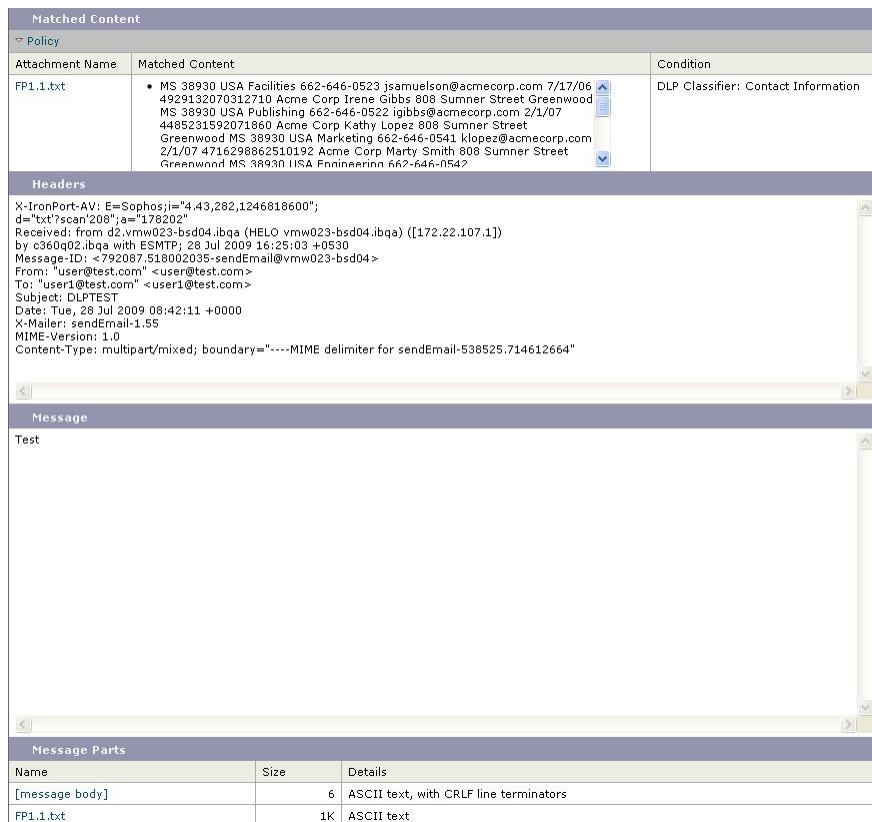 Matched Content
Policy
Attachment Name Matched Content Condition
FP1.1.txt
• MS 38930 USA Facilities 662-646-0523 jsamuelson@acmecorp.com 7/17/06
4929132070312710 Acme Corp Irene Gibbs 808 Sumner Street Greenwood
MS 38930 USA Publishing 662-646-0522 igibbs@acmecorp.com 2/1/07
4485231592071860 Acme Corp Kathy Lopez 808 Sumner Street
Greenwood MS 38930 USA Marketing 662-646-0541 klopez@acmecorp.com
2/1/07 4716298862510192 Acme Corp Marty Smith 808 Sumner Street
Greenwood MS 38930 USA Engineering 662-646-0542
DLP Classifier: Contact Information
Headers
X-IronPort-AV: E=Sophos;i="4.43,282,1246818600";
d="txt'?scan'208";a="178202"
Received: from d2.vmw023-bsd04.ibqa (HELO vmw023-bsd04.ibqa) ([172.22.107.1])
by c360q02.ibqa with ESMTP; 28 Jul 2009 16:25:03 +0530
Message-ID: <792087.518002035-sendEmail@vmw023-bsd04>
From: "user@test.com" <user@test.com>
To: "user1@test.com" <user1@test.com>
Subject: DLPTEST
Date: Tue, 28 Jul 2009 08:42:11 +0000
X-Mailer: sendEmail-1.55
MIME-Version: 1.0
Content-Type: multipart/mixed; boundary="----MIME delimiter for sendEmail-538525.714612664"
Message
Test
Message Parts
Name Size Details
[message body] 6 ASCII text, with CRLF line terminators
FP1.1.txt 1K ASCII text